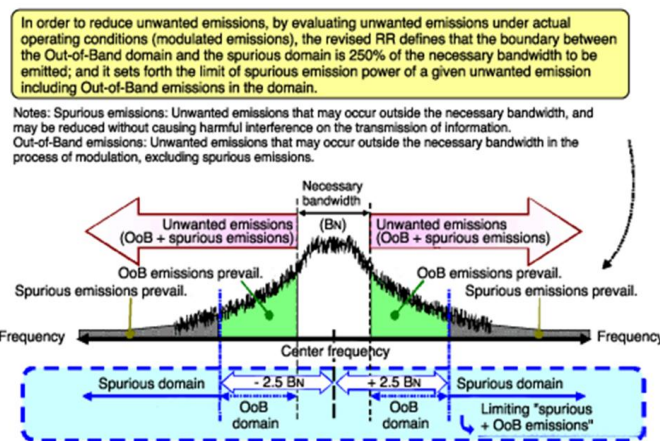 In order to reduce unwanted emissions, by evaluating unwanted emissions under actual
operating conditions (modulated emissions), the revised RR defines that the boundary between
the Out-of-Band domain and the spurious domain is 250% of the necessary bandwidth to be
emitted; and it sets forth the limit of spurious emission power of a given unwanted emission
including Out-of-Band emissions in the domain.
Notes: Spurious emissions: Unwanted emissions that may occur outside the necessary bandwidth, and
may be reduced without causing harmful interference on the transmission of information.
Out-of-Band emissions: Unwanted emissions that may occur outside the necessary bandwidth in the
process of modulation, excluding spurious emissions.
Necessary
bandwidth
(BN)
Unwanted emissions
(OoB + spurious emissions)
Unwanted emissions
(OoB + spurious emissions)
OoB emissions prevail.
OoB emissions prevail.
Spurious emissions prevail.
Spurious emissions prevail.
Frequency
Frequency
Center frequency
Spurious domain
- 2.5 BN
+ 2.5 BN
Spurious domain
OoB
domain
OoB
domain
Limiting "spurious
+ OoB emissions"